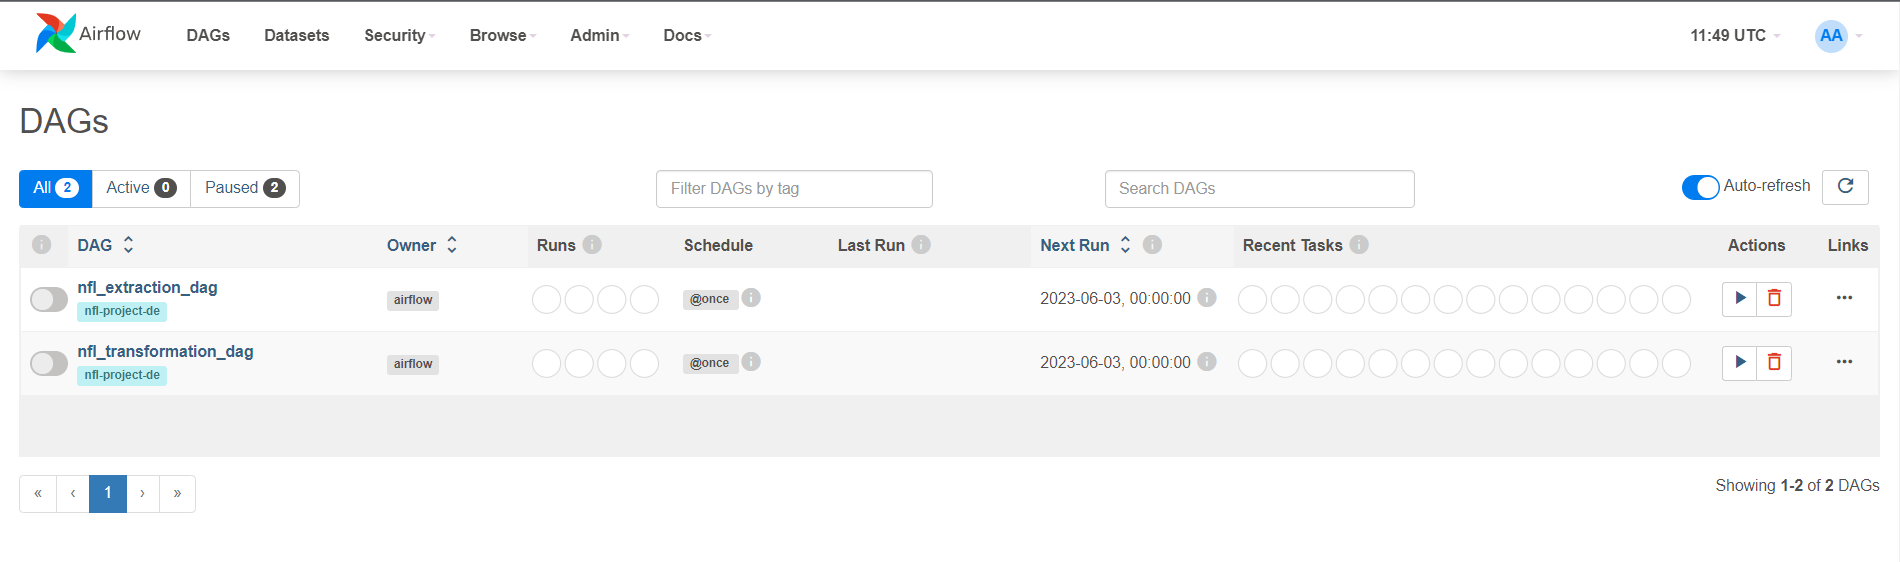 Airflow DAGs Datasets Security Browse Admin Docs 11:49 UTC AA
DAGs
All 2 Active 0 Paused 2 Filter DAGs by tag Search DAGs Auto-refresh
DAG Owner Runs Schedule Last Run Next Run Recent Tasks Actions Links
nfl_extraction_dag
airflow @once 2023-06-03, 00:00:00
nfl-project-de
nfl_transformation_dag
airflow @once 2023-06-03, 00:00:00
nfl-project-de
« ‹ 1 › » Showing 1-2 of 2 DAGs